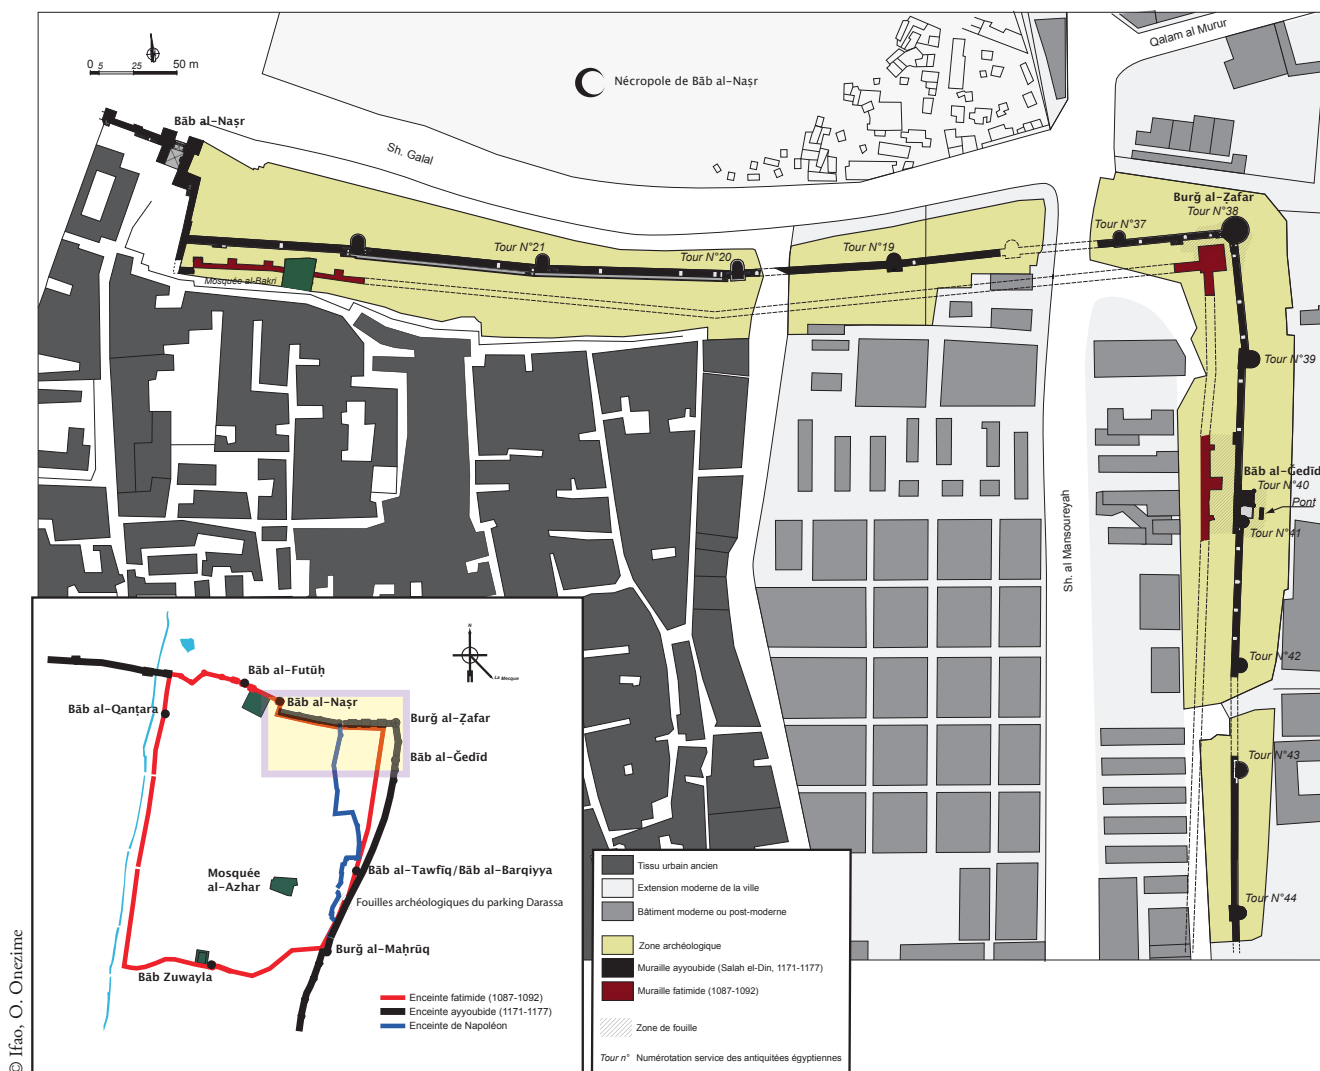 0 5 25 50 m
Nécropole de Bāb al-Naṣr
Qalam al Murur
Bāb al-Naṣr
Sh. Galal
Burğ al-Ẓafar
Tour N°38
Tour N°37
Tour N°21
Tour N°20
Tour N°19
Mosquée al-Bakri
Tour N°39
Bāb al-Ğedīd
Tour N°40
Pont
Tour N°41
Sh. al Mansoureyah
Tour N°42
Tour N°43
Tour N°44
N
La Mecque
Bāb al-Futūḥ
Bāb al-Naṣr
Bāb al-Qanṭara
Burğ al-Ẓafar
Bāb al-Ğedīd
Mosquée
al-Azhar
Bāb al-Tawfīq/Bāb al-Barqiyya
Fouilles archéologiques du parking Darassa
Burğ al-Maḥrūq
Bāb Zuwayla
Enceinte fatimide (1087-1092)
Enceinte ayyoubide (1171-1177)
Enceinte de Napoléon
Tissu urbain ancien
Extension moderne de la ville
Bâtiment moderne ou post-moderne
Zone archéologique
Muraille ayyoubide (Salah el-Din, 1171-1177)
Muraille fatimide (1087-1092)
Zone de fouille
Tour n° Numérotation service des antiquitées égyptiennes
© Ifao, O. Onezime